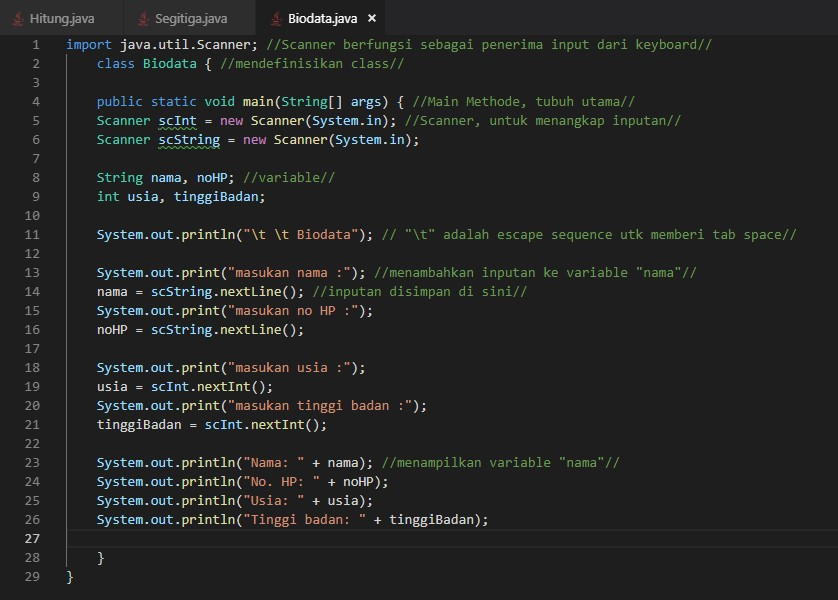 Hitung.java Segitiga.java Biodata.java ×
1 import java.util.Scanner; //Scanner berfungsi sebagai penerima input dari keyboard//
2 class Biodata { //mendefinisikan class//
3
4 public static void main(String[] args) { //Main Methode, tubuh utama//
5 Scanner scInt = new Scanner(System.in); //Scanner, untuk menangkap inputan//
6 Scanner scString = new Scanner(System.in);
7
8 String nama, noHP; //variable//
9 int usia, tinggiBadan;
10
11 System.out.println("\t \t Biodata"); // "\t" adalah escape sequence utk memberi tab space//
12
13 System.out.print("masukan nama :"); //menambahkan inputan ke variable "nama"//
14 nama = scString.nextLine(); //inputan disimpan di sini//
15 System.out.print("masukan no HP :");
16 noHP = scString.nextLine();
17
18 System.out.print("masukan usia :");
19 usia = scInt.nextInt();
20 System.out.print("masukan tinggi badan :");
21 tinggiBadan = scInt.nextInt();
22
23 System.out.println("Nama: " + nama); //menampilkan variable "nama"//
24 System.out.println("No. HP: " + noHP);
25 System.out.println("Usia: " + usia);
26 System.out.println("Tinggi badan: " + tinggiBadan);
27
28 }
29 }